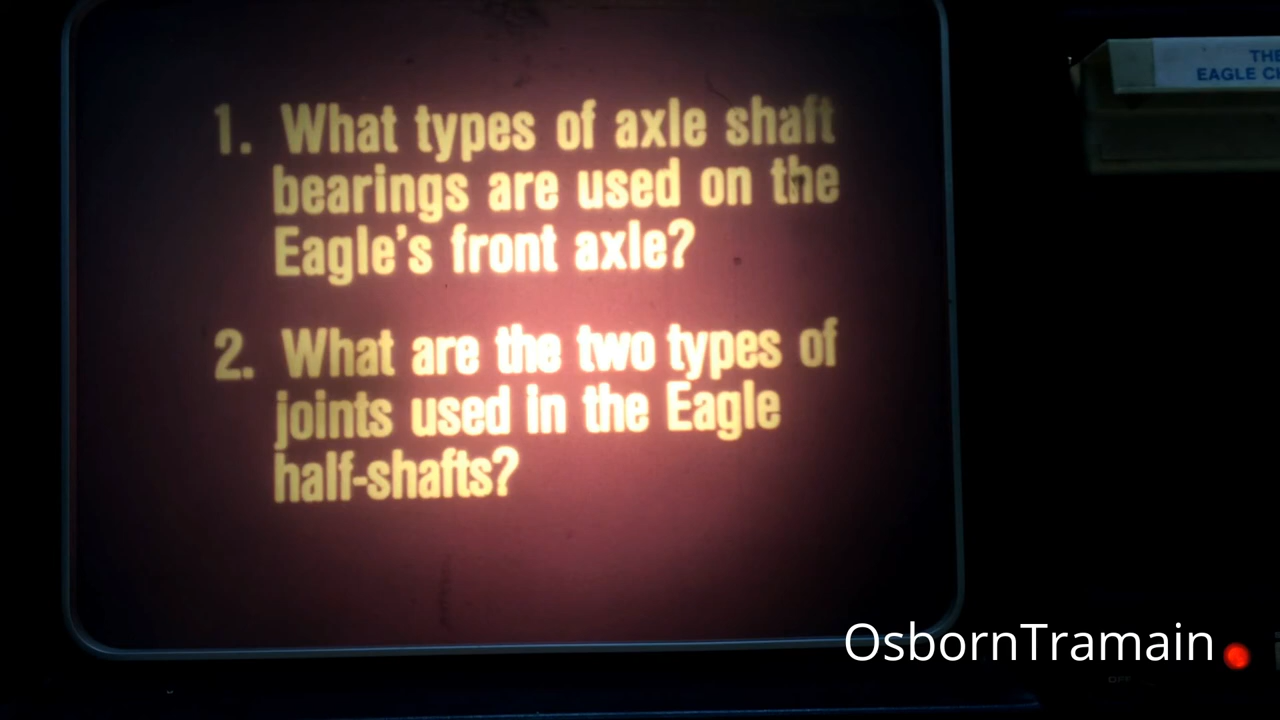 1. What types of axle shaft
bearings are used on the
Eagle's front axle?
2. What are the two types of
joints used in the Eagle
half-shafts?
THE
EAGLE
OsbornTramain
OFF